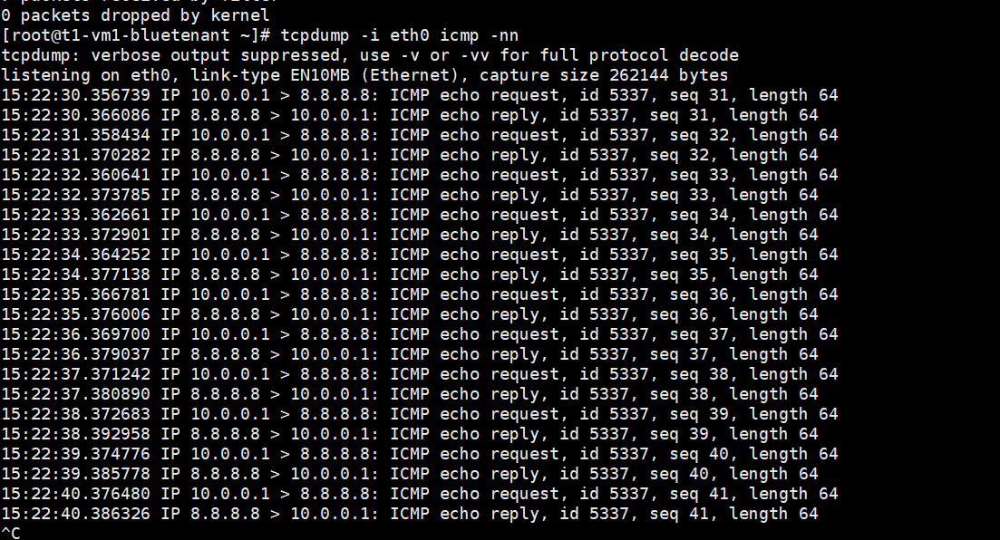 packets received by filter
0 packets dropped by kernel
[root@t1-vm1-bluetenant ~]# tcpdump -i eth0 icmp -nn
tcpdump: verbose output suppressed, use -v or -vv for full protocol decode
listening on eth0, link-type EN10MB (Ethernet), capture size 262144 bytes
15:22:30.356739 IP 10.0.0.1 > 8.8.8.8: ICMP echo request, id 5337, seq 31, length 64
15:22:30.366086 IP 8.8.8.8 > 10.0.0.1: ICMP echo reply, id 5337, seq 31, length 64
15:22:31.358434 IP 10.0.0.1 > 8.8.8.8: ICMP echo request, id 5337, seq 32, length 64
15:22:31.370282 IP 8.8.8.8 > 10.0.0.1: ICMP echo reply, id 5337, seq 32, length 64
15:22:32.360641 IP 10.0.0.1 > 8.8.8.8: ICMP echo request, id 5337, seq 33, length 64
15:22:32.373785 IP 8.8.8.8 > 10.0.0.1: ICMP echo reply, id 5337, seq 33, length 64
15:22:33.362661 IP 10.0.0.1 > 8.8.8.8: ICMP echo request, id 5337, seq 34, length 64
15:22:33.372901 IP 8.8.8.8 > 10.0.0.1: ICMP echo reply, id 5337, seq 34, length 64
15:22:34.364252 IP 10.0.0.1 > 8.8.8.8: ICMP echo request, id 5337, seq 35, length 64
15:22:34.377138 IP 8.8.8.8 > 10.0.0.1: ICMP echo reply, id 5337, seq 35, length 64
15:22:35.366781 IP 10.0.0.1 > 8.8.8.8: ICMP echo request, id 5337, seq 36, length 64
15:22:35.376006 IP 8.8.8.8 > 10.0.0.1: ICMP echo reply, id 5337, seq 36, length 64
15:22:36.369700 IP 10.0.0.1 > 8.8.8.8: ICMP echo request, id 5337, seq 37, length 64
15:22:36.379037 IP 8.8.8.8 > 10.0.0.1: ICMP echo reply, id 5337, seq 37, length 64
15:22:37.371242 IP 10.0.0.1 > 8.8.8.8: ICMP echo request, id 5337, seq 38, length 64
15:22:37.380890 IP 8.8.8.8 > 10.0.0.1: ICMP echo reply, id 5337, seq 38, length 64
15:22:38.372683 IP 10.0.0.1 > 8.8.8.8: ICMP echo request, id 5337, seq 39, length 64
15:22:38.392958 IP 8.8.8.8 > 10.0.0.1: ICMP echo reply, id 5337, seq 39, length 64
15:22:39.374776 IP 10.0.0.1 > 8.8.8.8: ICMP echo request, id 5337, seq 40, length 64
15:22:39.385778 IP 8.8.8.8 > 10.0.0.1: ICMP echo reply, id 5337, seq 40, length 64
15:22:40.376480 IP 10.0.0.1 > 8.8.8.8: ICMP echo request, id 5337, seq 41, length 64
15:22:40.386326 IP 8.8.8.8 > 10.0.0.1: ICMP echo reply, id 5337, seq 41, length 64
^C